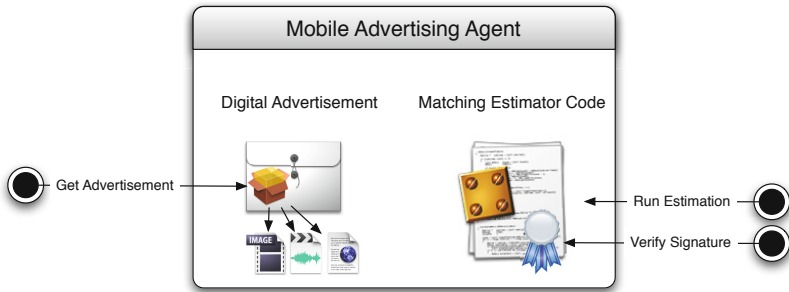 Mobile Advertising Agent
Digital Advertisement
Matching Estimator Code
Get Advertisement
IMAGE
Run Estimation
Verify Signature